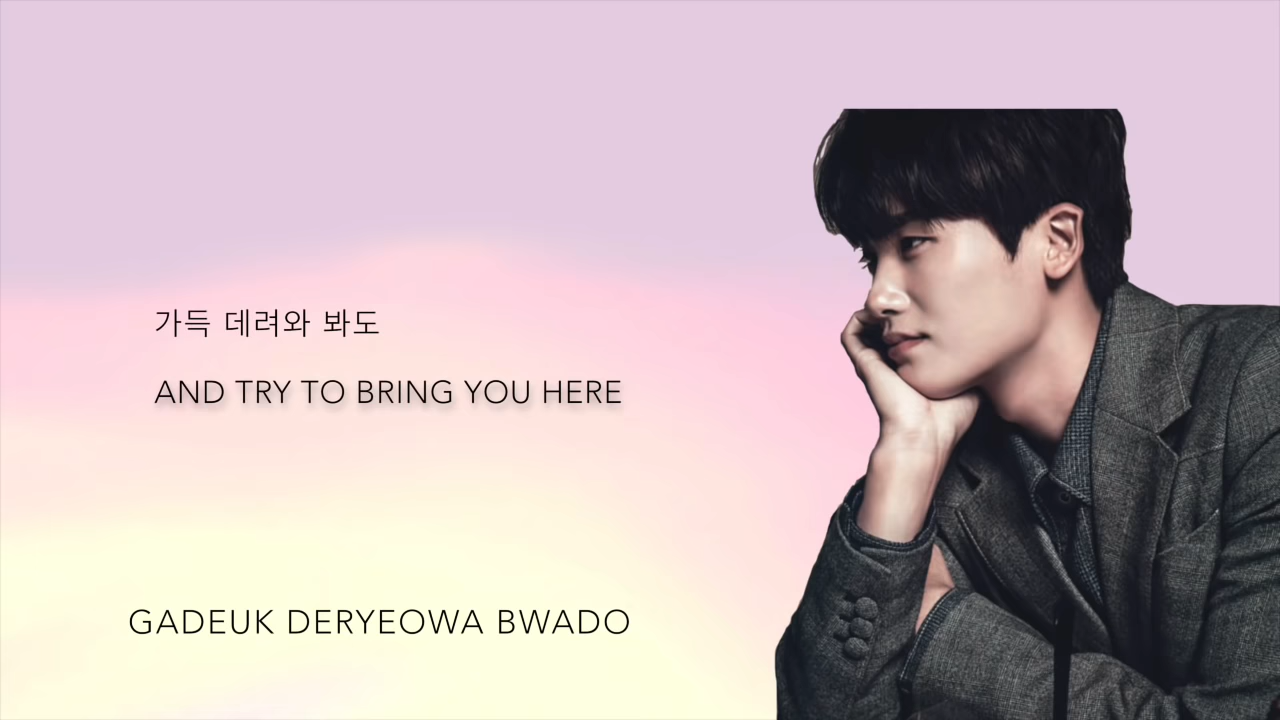 가득 데려와 봐도
AND TRY TO BRING YOU HERE
GADEUK DERYEOWA BWADO